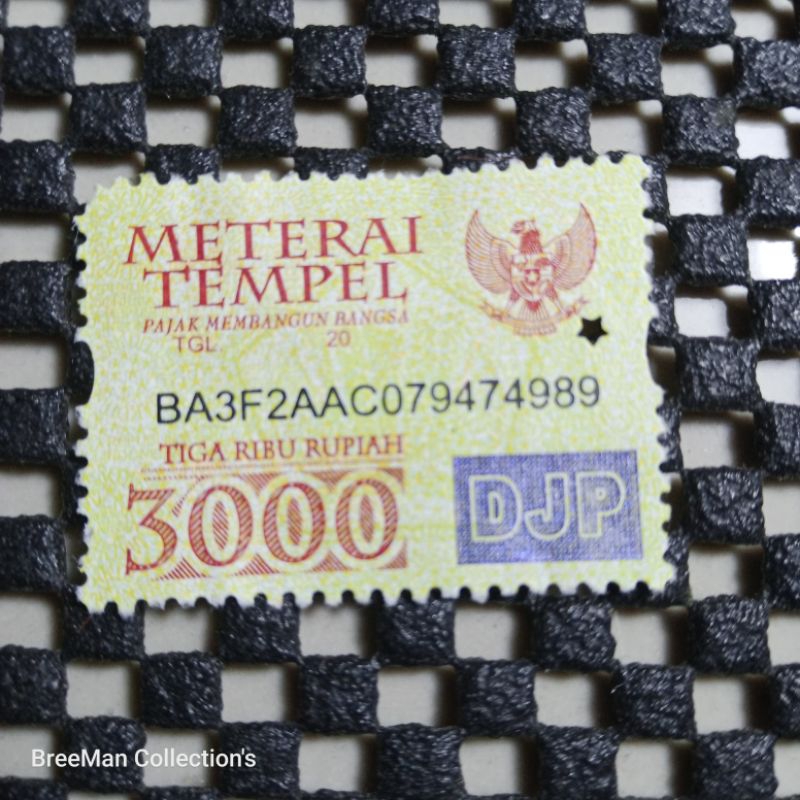 METERAI
TEMPEL
PAJAK MEMBANGUN BANGSA
TGL. 20
BA3F2AAC079474989
TIGA RIBU RUPIAH
3000
DJP
BreeMan Collection's